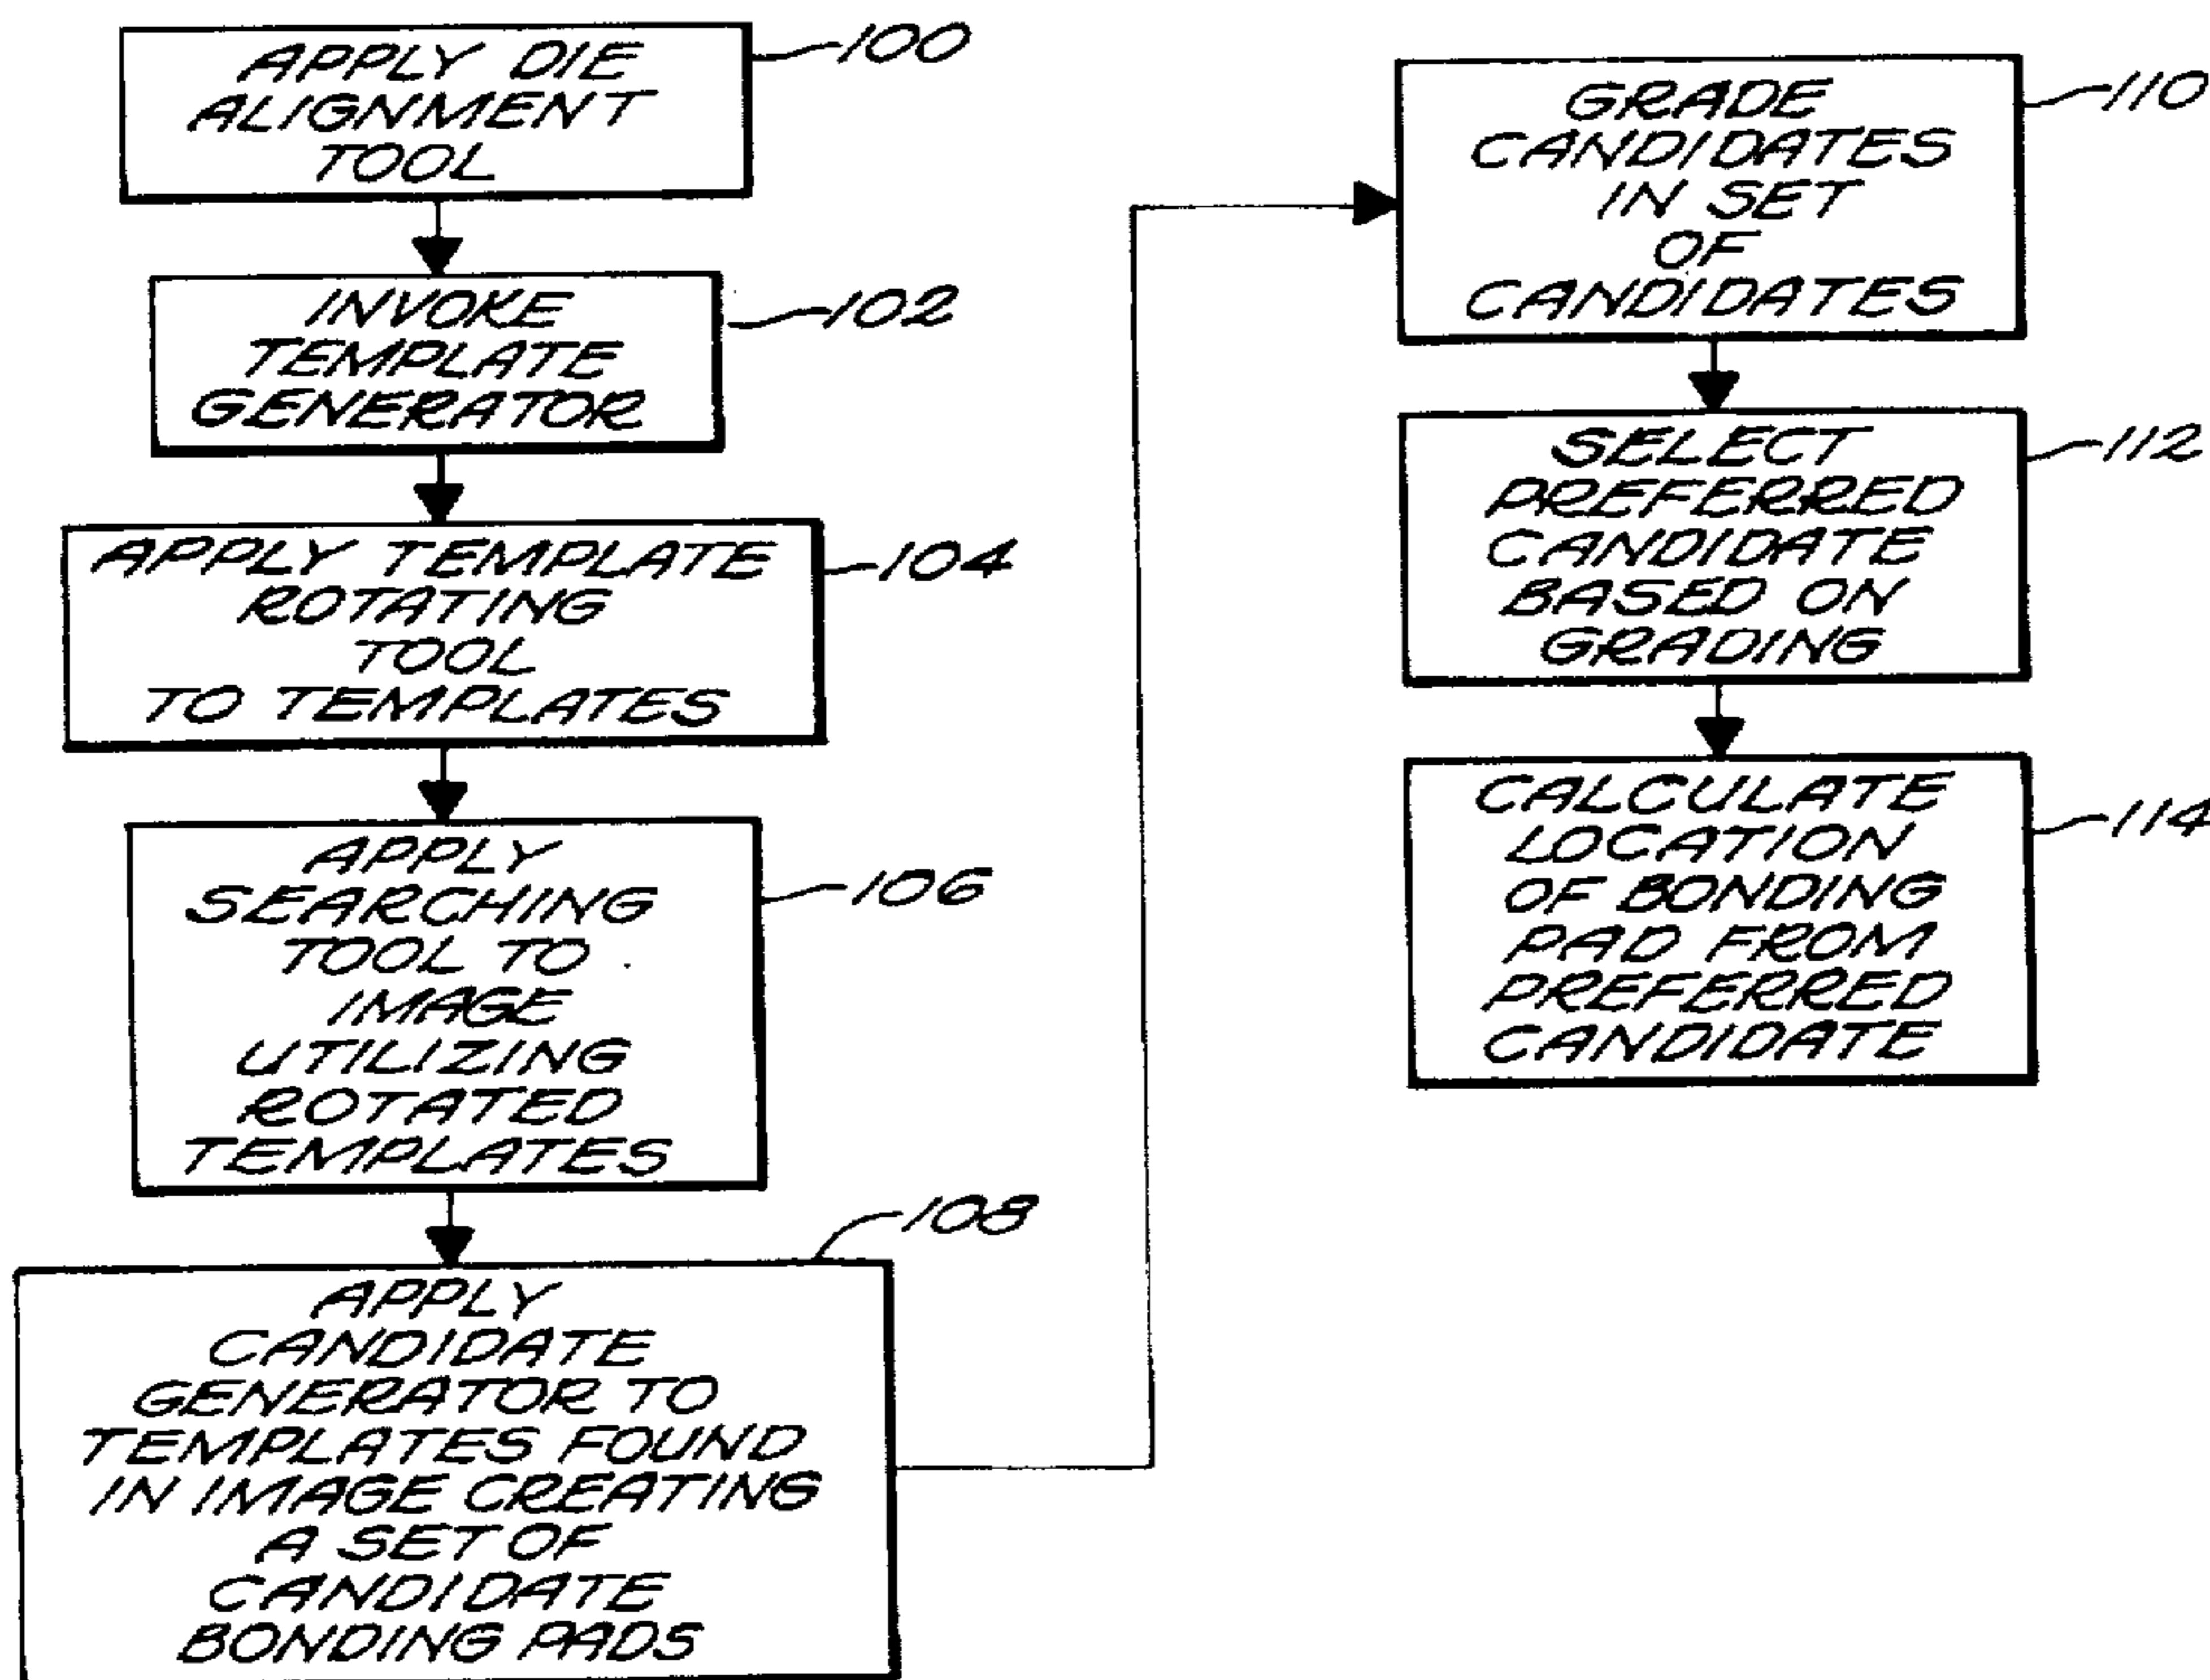 APPLY DIE
ALIGNMENT
TOOL
100
INVOKE
TEMPLATE
GENERATOR
102
APPLY TEMPLATE
ROTATING
TOOL
TO TEMPLATES
104
APPLY
SEARCHING
TOOL TO
IMAGE
UTILIZING
ROTATED
TEMPLATES
106
APPLY
CANDIDATE
GENERATOR TO
TEMPLATES FOUND
IN IMAGE CREATING
A SET OF
CANDIDATE
BONDING PADS
108
GRADE
CANDIDATES
IN SET
OF
CANDIDATES
110
SELECT
PREFERRED
CANDIDATE
BASED ON
GRADING
112
CALCULATE
LOCATION
OF BONDING
PAD FROM
PREFERRED
CANDIDATE
114